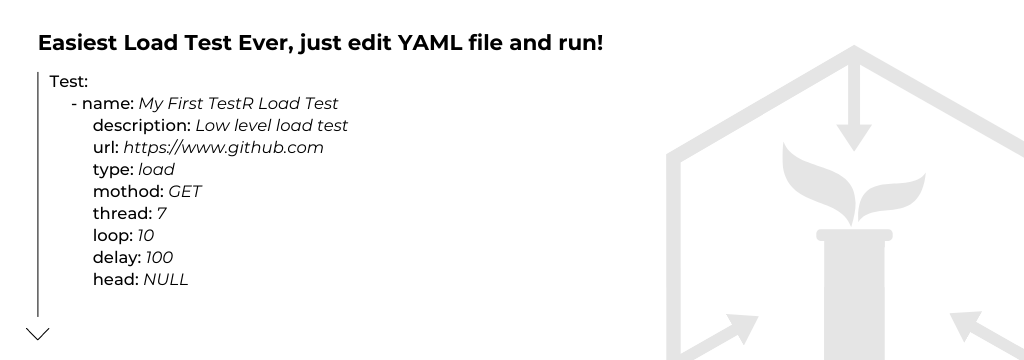 Easiest Load Test Ever, just edit YAML file and run!
Test:
- name: My First TestR Load Test
description: Low level load test
url: https://www.github.com
type: load
mothod: GET
thread: 7
loop: 10
delay: 100
head: NULL